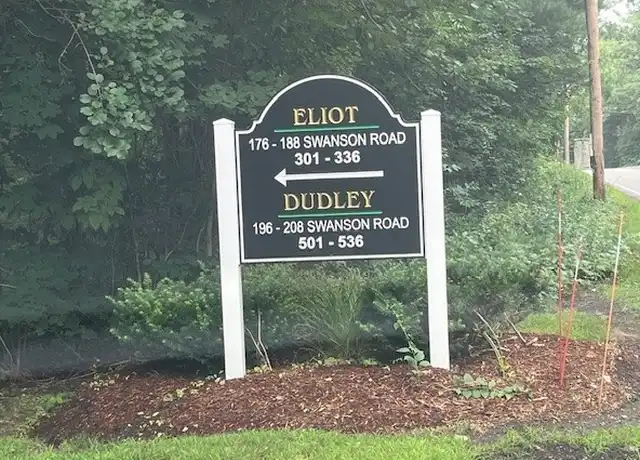 ELIOT
176 - 188 SWANSON ROAD
301 - 336
DUDLEY
196 - 208 SWANSON ROAD
501 - 536